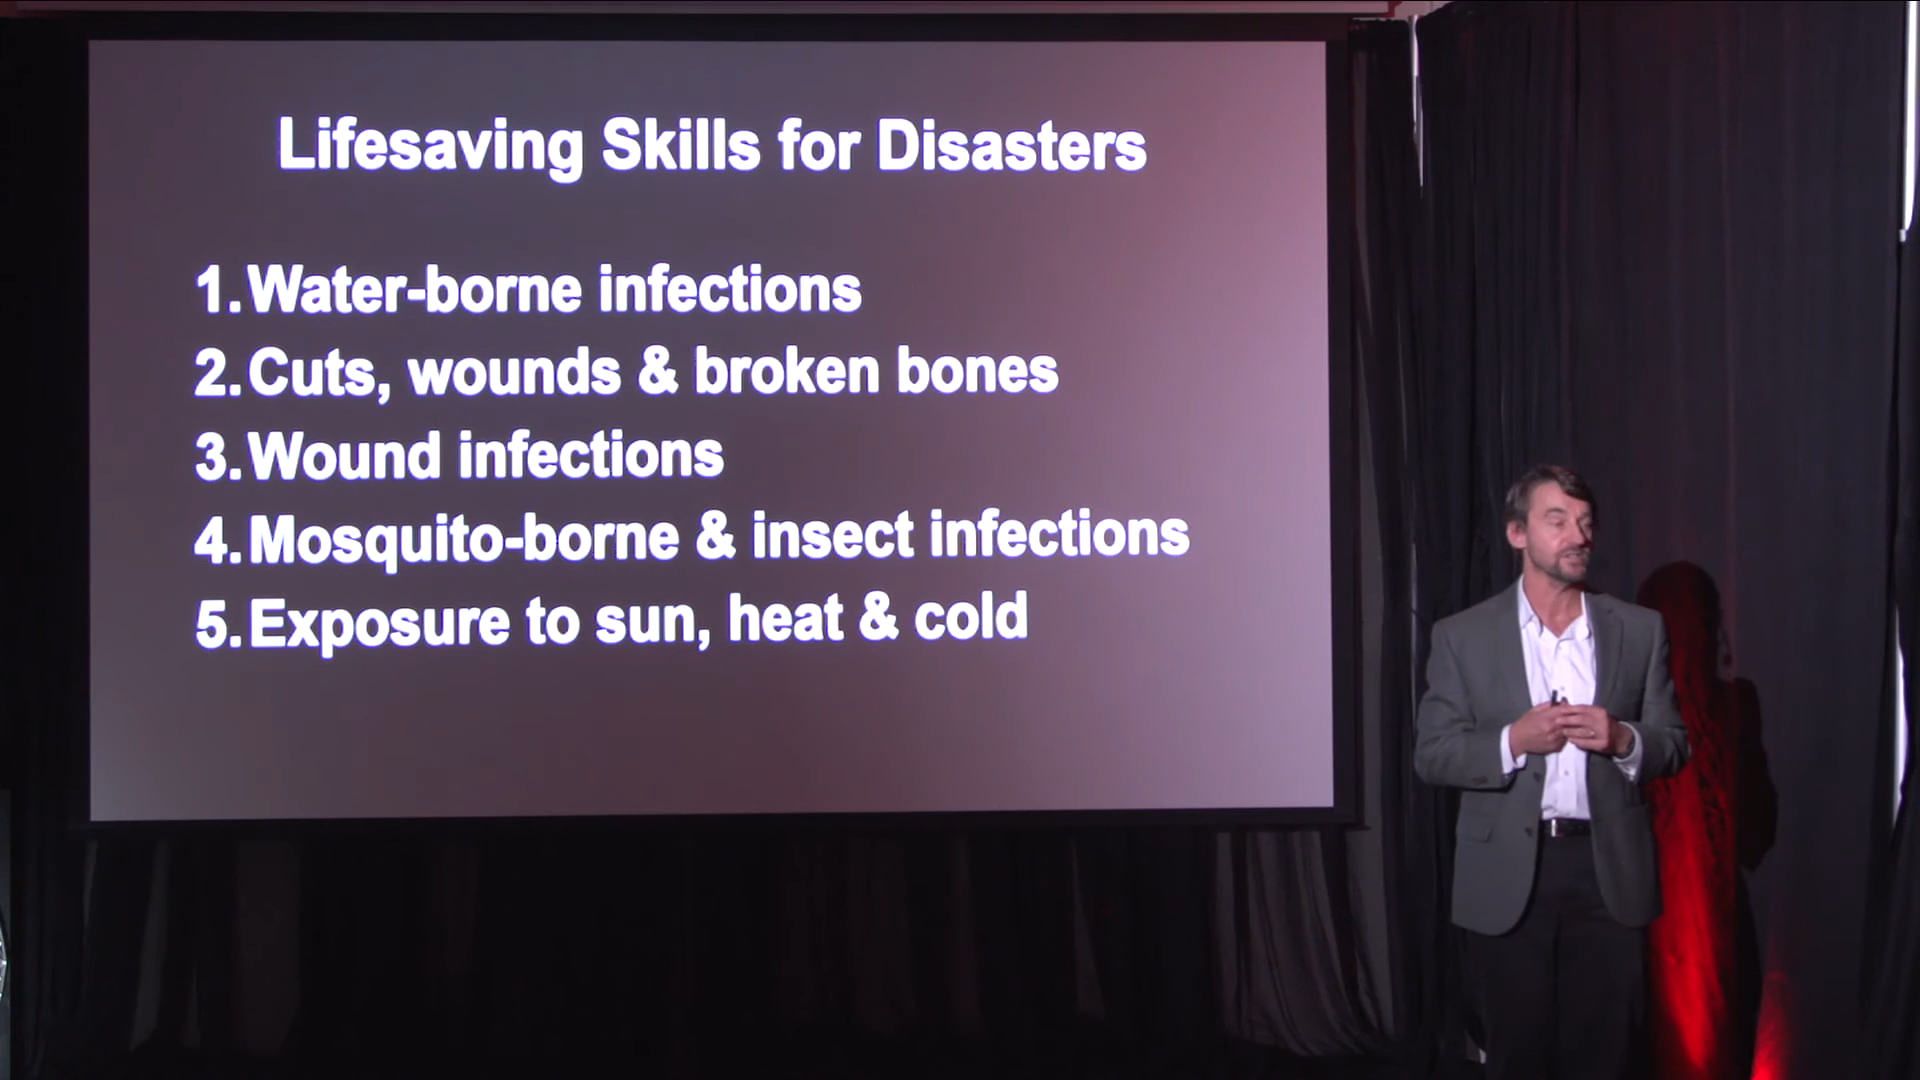 Lifesaving Skills for Disasters
1. Water-borne infections
2. Cuts, wounds & broken bones
3. Wound infections
4. Mosquito-borne & insect infections
5. Exposure to sun, heat & cold